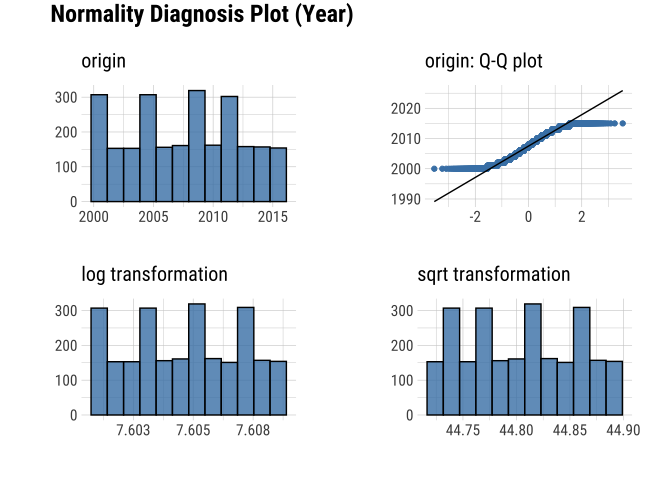 Normality Diagnosis Plot (Year)
origin
300
200
100
0
2000 2005 2010 2015
origin: Q-Q plot
2020
2010
2000
1990
-2 0 2
log transformation
300
200
100
0
7.603 7.605 7.608
sqrt transformation
300
200
100
0
44.75 44.80 44.85 44.90